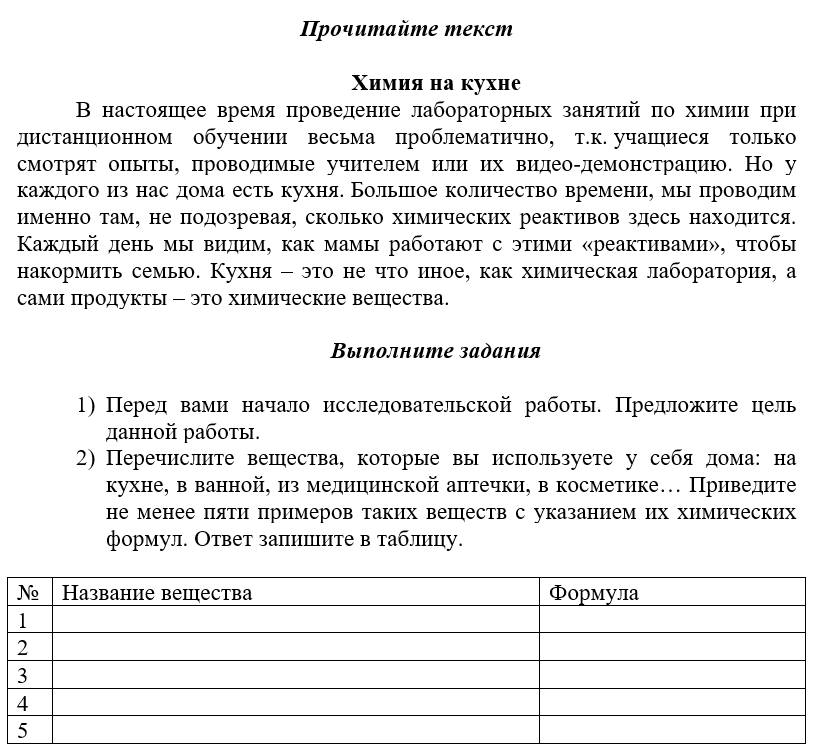 Прочитайте текст
Химия на кухне
В настоящее время проведение лабораторных занятий по химии при
дистанционном обучении весьма проблематично, т.к. учащиеся только
смотрят опыты, проводимые учителем или их видео-демонстрацию. Но у
каждого из нас дома есть кухня. Большое количество времени, мы проводим
именно там, не подозревая, сколько химических реактивов здесь находится.
Каждый день мы видим, как мамы работают с этими «реактивами», чтобы
накормить семью. Кухня – это не что иное, как химическая лаборатория, а
сами продукты – это химические вещества.
Выполните задания
1) Перед вами начало исследовательской работы. Предложите цель
данной работы.
2) Перечислите вещества, которые вы используете у себя дома: на
кухне, в ванной, из медицинской аптечки, в косметике… Приведите
не менее пяти примеров таких веществ с указанием их химических
формул. Ответ запишите в таблицу.
№ Название вещества Формула
1
2
3
4
5